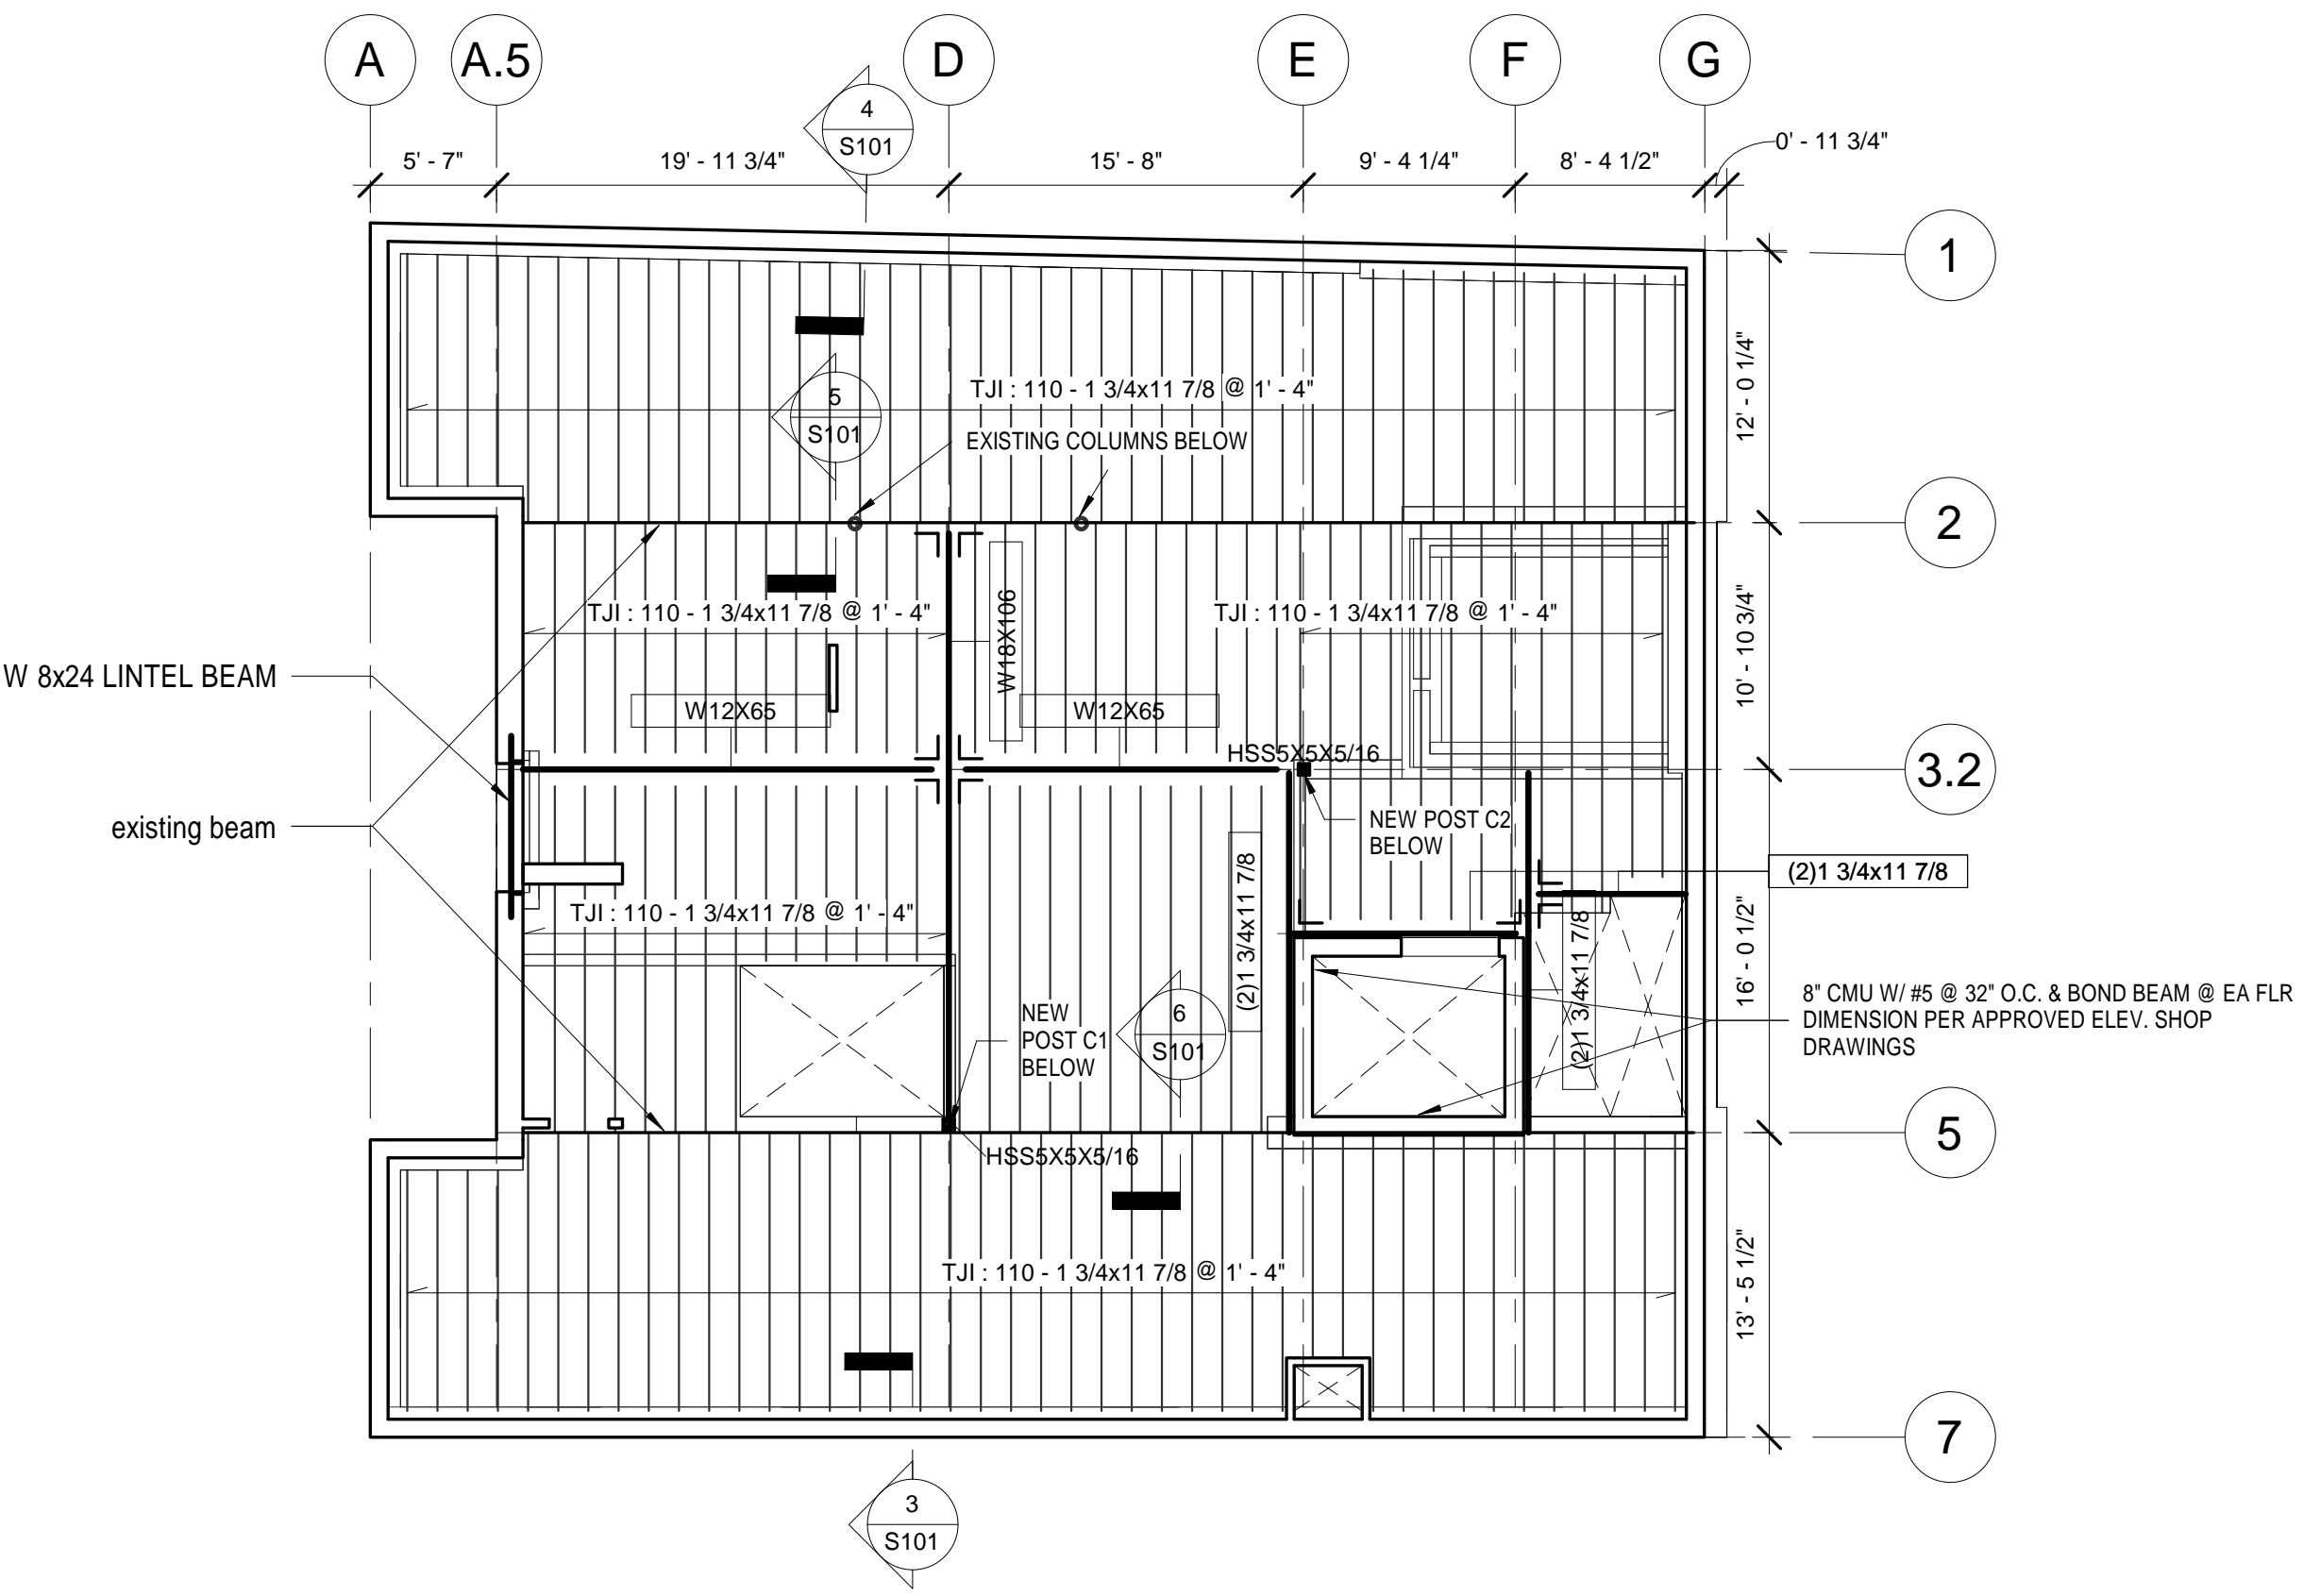 A
A.5
D
E
F
G
4
S101
5' - 7"
19' - 11 3/4"
15' - 8"
9' - 4 1/4"
8' - 4 1/2"
0' - 11 3/4"
1
12' - 0 1/4"
TJI : 110 - 1 3/4x11 7/8 @ 1' - 4"
5
S101
EXISTING COLUMNS BELOW
2
W18X106
TJI : 110 - 1 3/4x11 7/8 @ 1' - 4"
TJI : 110 - 1 3/4x11 7/8 @ 1' - 4"
10' - 10 3/4"
W 8x24 LINTEL BEAM
W12X65
W12X65
HSS5X5X5/16
3.2
existing beam
NEW POST C2
BELOW
(2)1 3/4x11 7/8
(2)1 3/4x11 7/8
TJI : 110 - 1 3/4x11 7/8 @ 1' - 4"
(2)1 3/4x11 7/8
16' - 0 1/2"
NEW
POST C1
BELOW
6
S101
8" CMU W/ #5 @ 32" O.C. & BOND BEAM @ EA FLR
DIMENSION PER APPROVED ELEV. SHOP
DRAWINGS
5
HSS5X5X5/16
TJI : 110 - 1 3/4x11 7/8 @ 1' - 4"
13' - 5 1/2"
7
3
S101